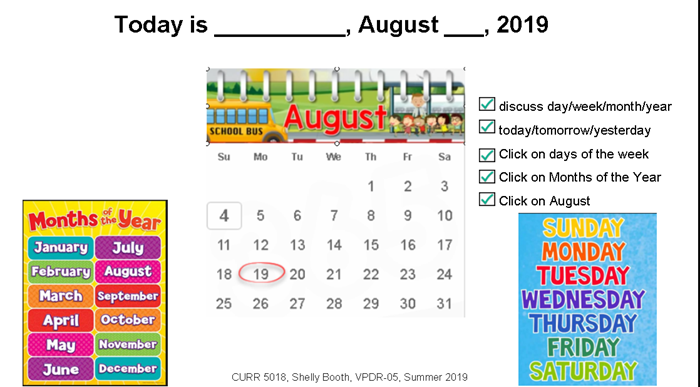 Today is __________, August ___, 2019
SCHOOL BUS
August
Su Mo Tu We Th Fr Sa
1 2 3
4 5 6 7 8 9 10
11 12 13 14 15 16 17
18 19 20 21 22 23 24
25 26 27 28 29 30 31
discuss day/week/month/year
today/tomorrow/yesterday
Click on days of the week
Click on Months of the Year
Click on August
Months of the Year
January July
February August
March September
April October
May November
June December
SUNDAY
MONDAY
TUESDAY
WEDNESDAY
THURSDAY
FRIDAY
SATURDAY
CURR 5018, Shelly Booth, VPDR-05, Summer 2019